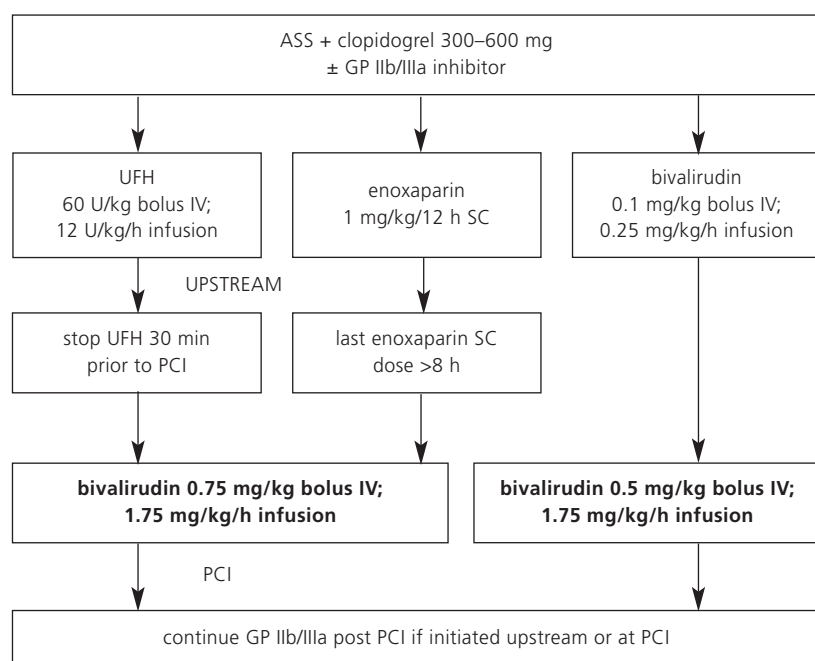 ASS + clopidogrel 300–600 mg
± GP IIb/IIIa inhibitor
UFH
60 U/kg bolus IV;
12 U/kg/h infusion
enoxaparin
1 mg/kg/12 h SC
bivalirudin
0.1 mg/kg bolus IV;
0.25 mg/kg/h infusion
UPSTREAM
stop UFH 30 min
prior to PCI
last enoxaparin SC
dose >8 h
bivalirudin 0.75 mg/kg bolus IV;
1.75 mg/kg/h infusion
bivalirudin 0.5 mg/kg bolus IV;
1.75 mg/kg/h infusion
PCI
continue GP IIb/IIIa post PCI if initiated upstream or at PCI